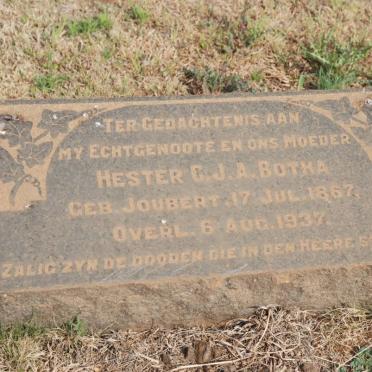 TER GEDACHTENIS AAN
MY ECHTGENOOTE EN ONS MOEDER
HESTER C.J.A. BOTHA
GEB. JOUBERT. 17 JUL. 1867.
OVERL. 6 AUG. 1937.
ZALIG ZYN DE DOODEN DIE IN DEN HEERE